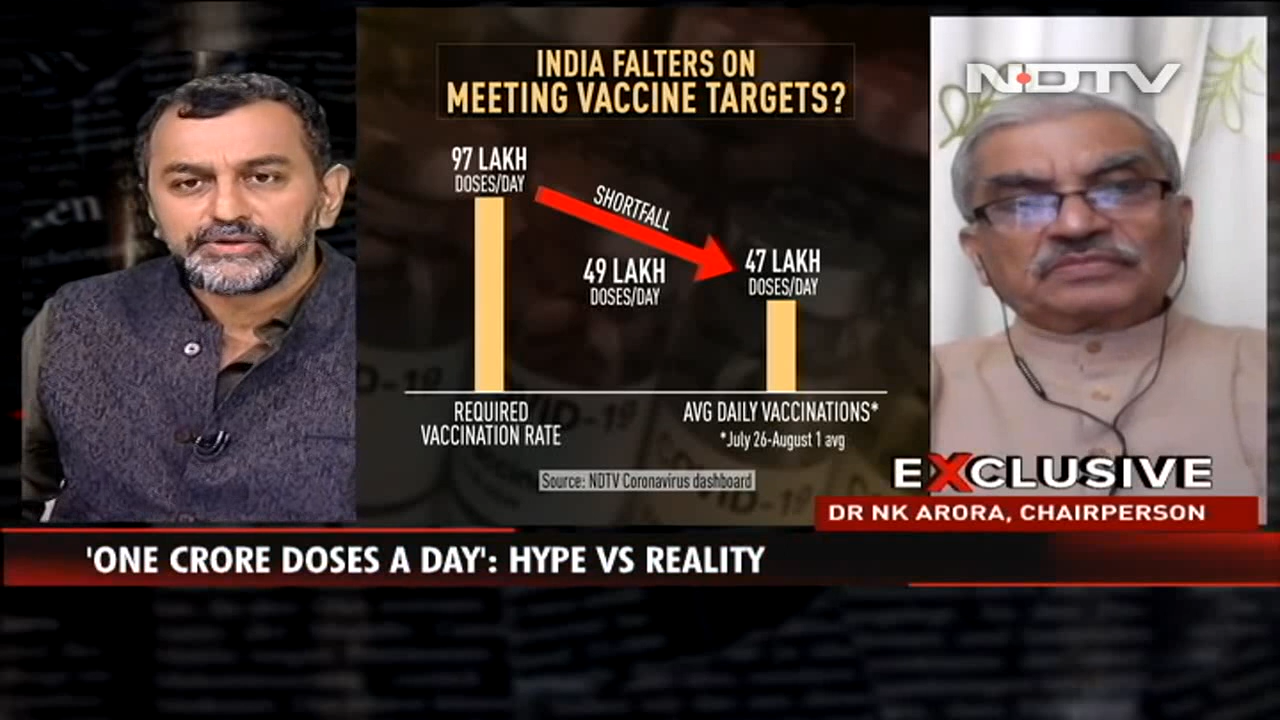 NDTV
INDIA FALTERS ON
MEETING VACCINE TARGETS?
97 LAKH
DOSES/DAY
SHORTFALL
49 LAKH
DOSES/DAY
47 LAKH
DOSES/DAY
REQUIRED
VACCINATION RATE
AVG DAILY VACCINATIONS*
*July 26-August 1 avg
Source: NDTV Coronavirus dashboard
EXCLUSIVE
DR NK ARORA, CHAIRPERSON
'ONE CRORE DOSES A DAY': HYPE VS REALITY